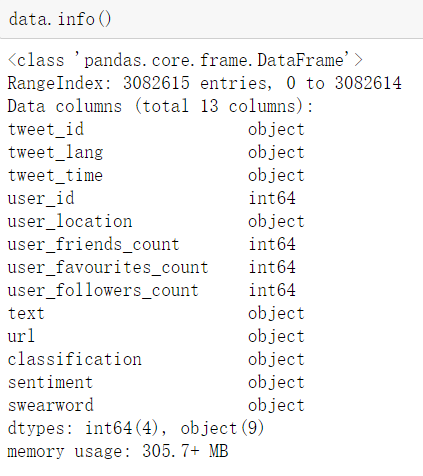 data.info()
<class 'pandas.core.frame.DataFrame'>
RangeIndex: 3082615 entries, 0 to 3082614
Data columns (total 13 columns):
tweet_id object
tweet_lang object
tweet_time object
user_id int64
user_location object
user_friends_count int64
user_favourites_count int64
user_followers_count int64
text object
url object
classification object
sentiment object
swearword object
dtypes: int64(4), object(9)
memory usage: 305.7+ MB